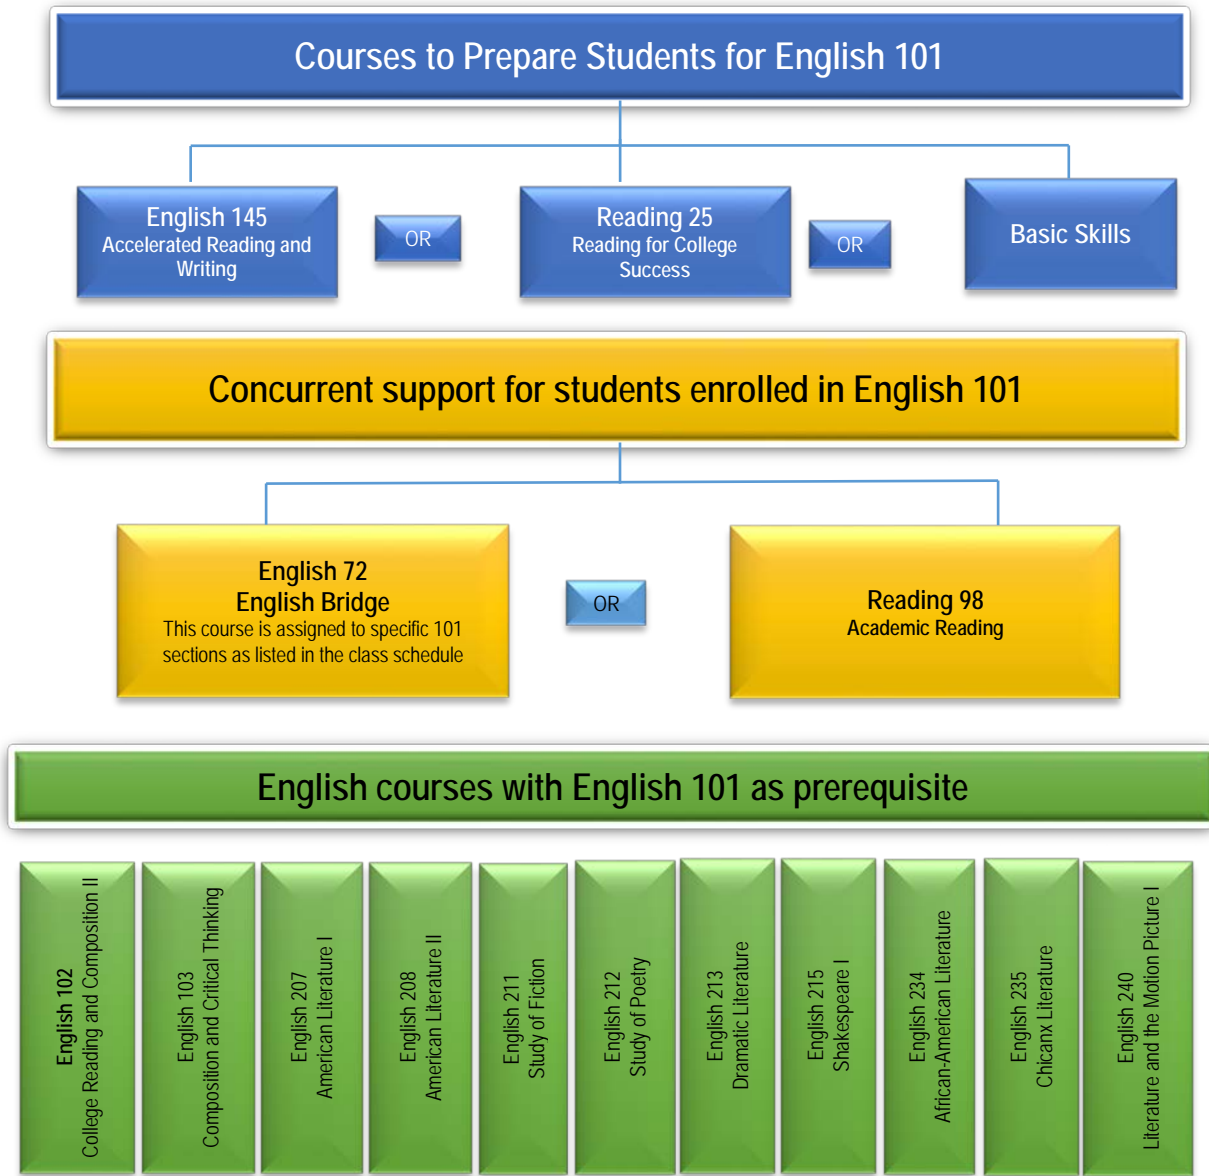 Courses to Prepare Students for English 101
English 145
Accelerated Reading and
Writing
OR
Reading 25
Reading for College
Success
OR
Basic Skills
Concurrent support for students enrolled in English 101
English 72
English Bridge
This course is assigned to specific 101
sections as listed in the class schedule
OR
Reading 98
Academic Reading
English courses with English 101 as prerequisite
English 102
College Reading and Composition II
English 103
Composition and Critical Thinking
English 207
American Literature I
English 208
American Literature II
English 211
Study of Fiction
English 212
Study of Poetry
English 213
Dramatic Literature
English 215
Shakespeare I
English 234
African-American Literature
English 235
Chicanx Literature
English 240
Literature and the Motion Picture I